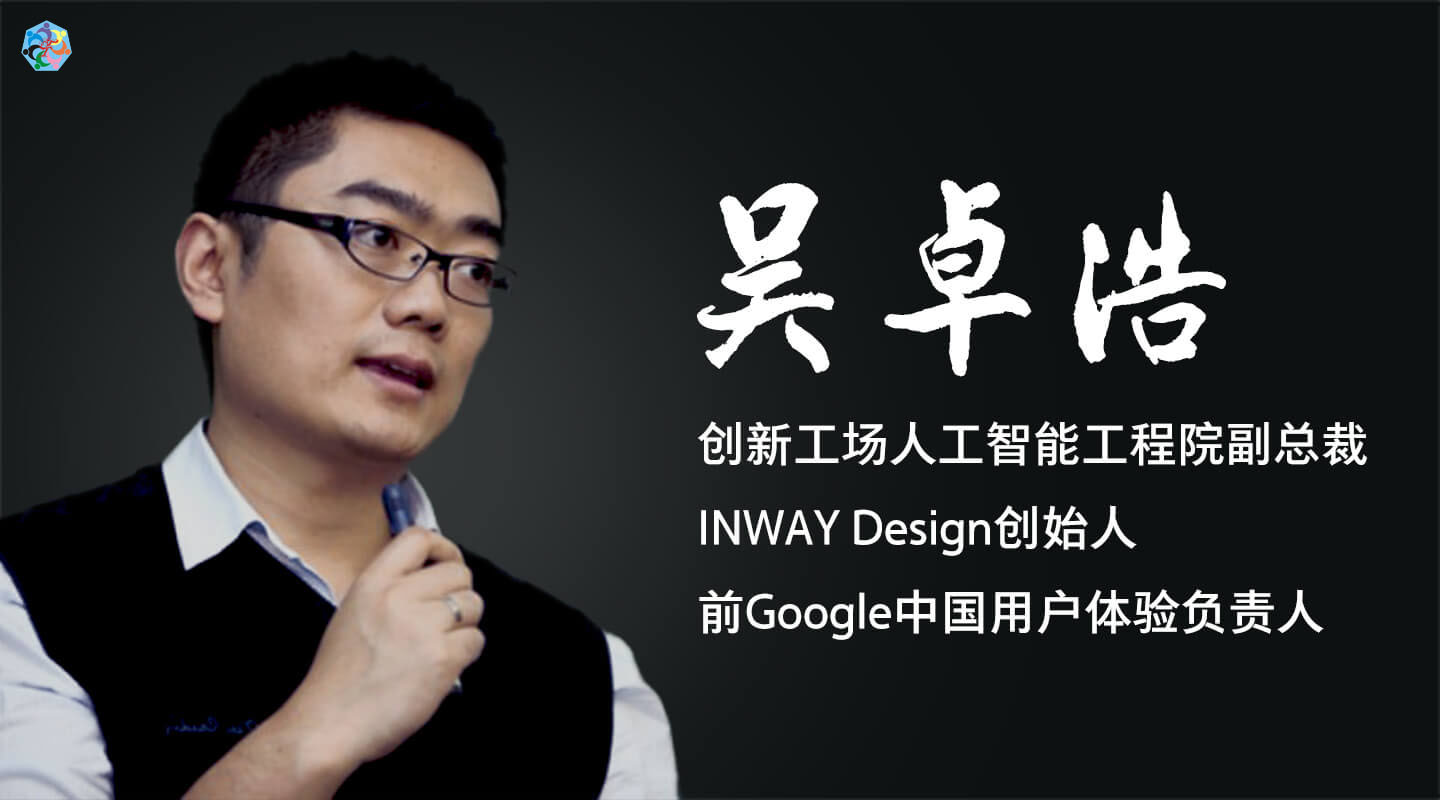 吴卓浩
创新工场人工智能工程院副总裁
INWAY Design创始人
前Google中国用户体验负责人